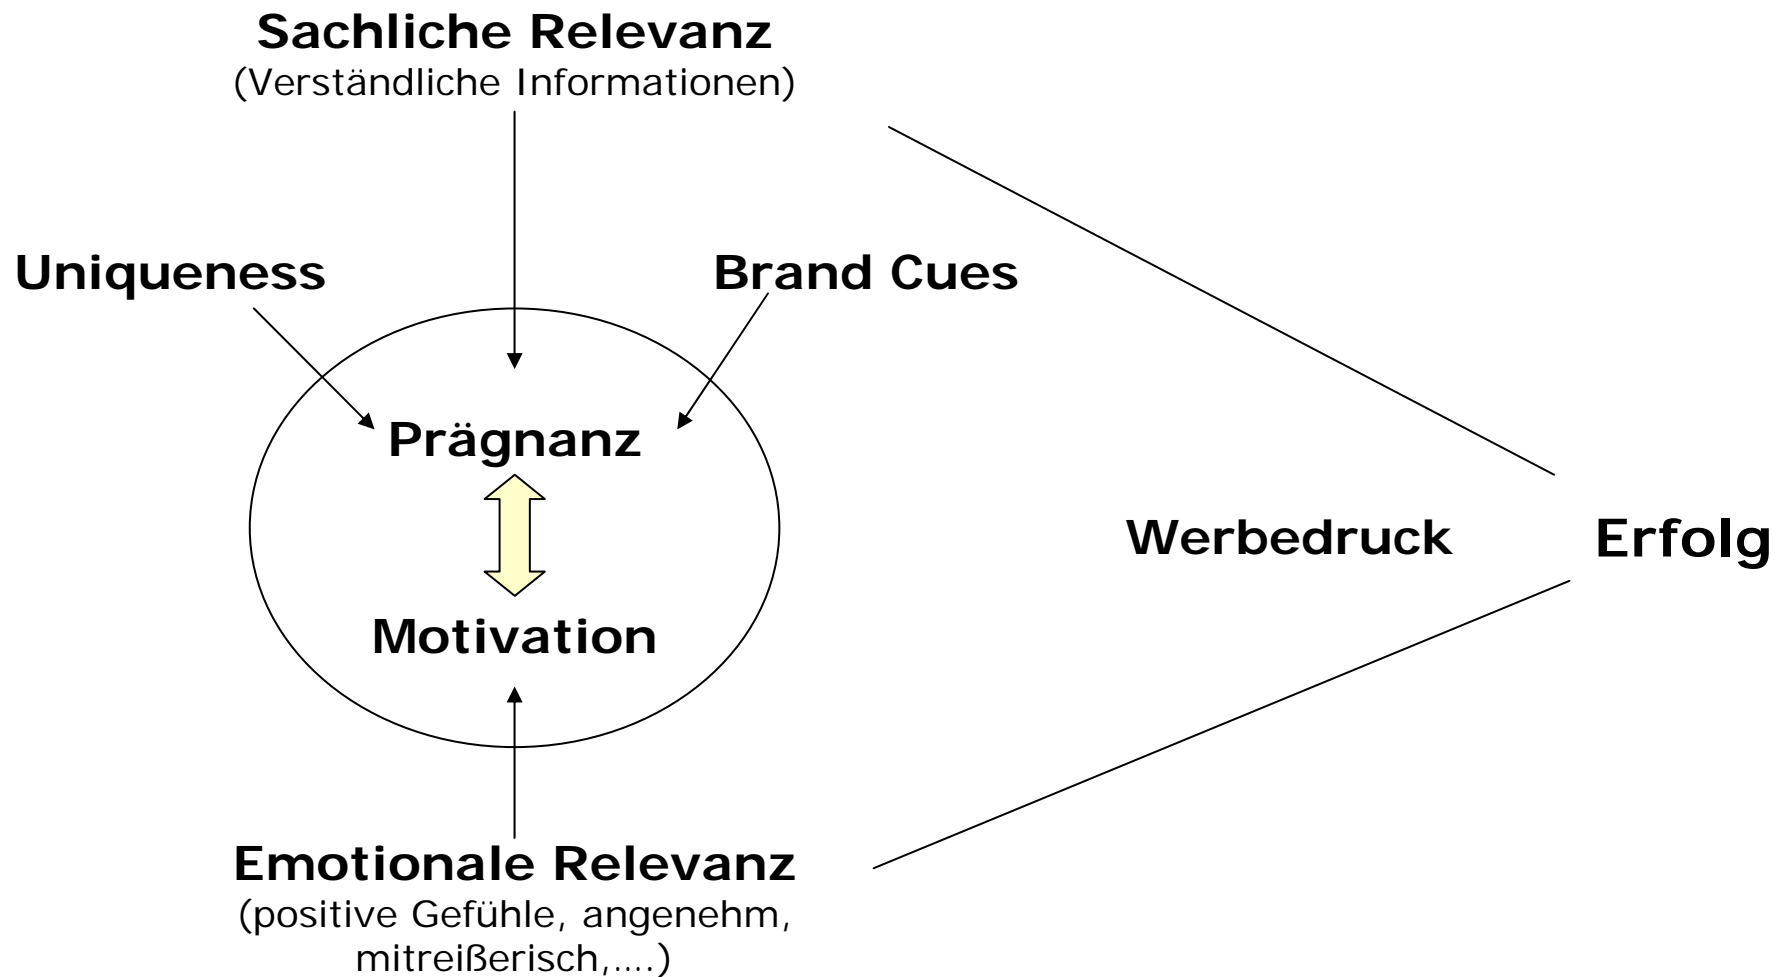 Sachliche Relevanz
(Verständliche Informationen)
Uniqueness
Brand Cues
Prägnanz
Werbedruck
Erfolg
Motivation
Emotionale Relevanz
(positive Gefühle, angenehm,
mitreißerisch,....)